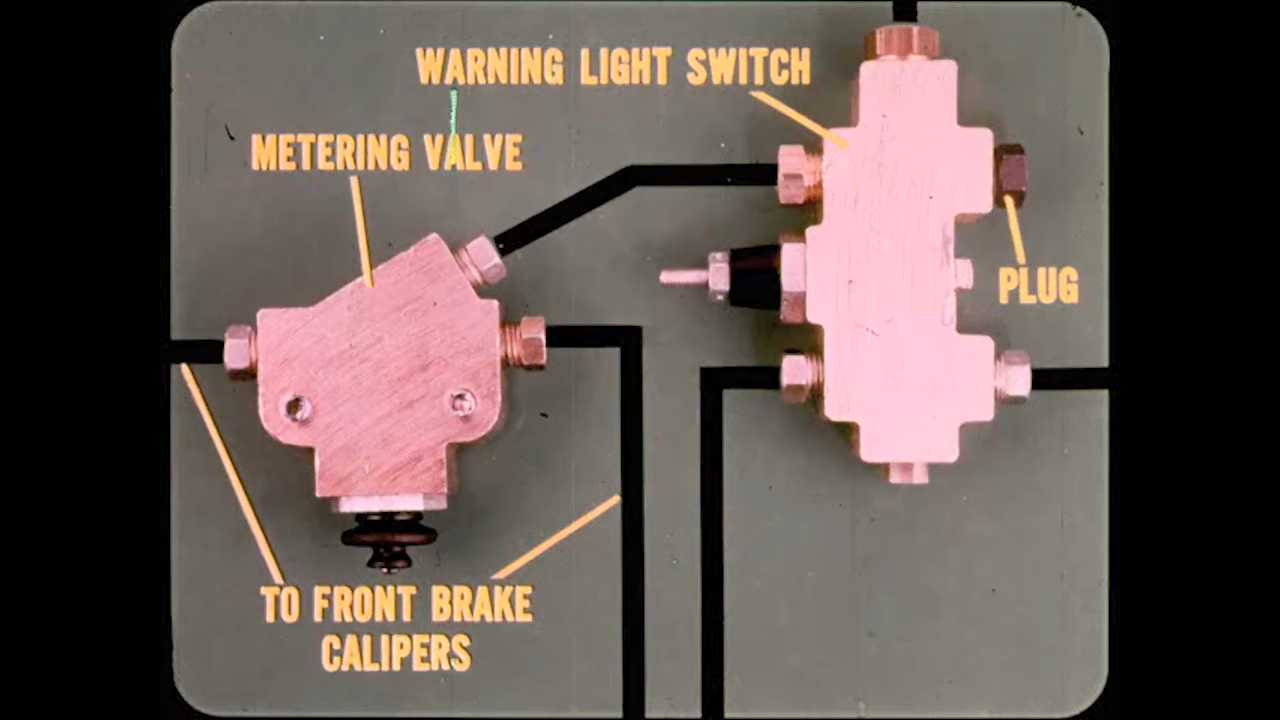 WARNING LIGHT SWITCH
METERING VALVE
PLUG
TO FRONT BRAKE
CALIPERS